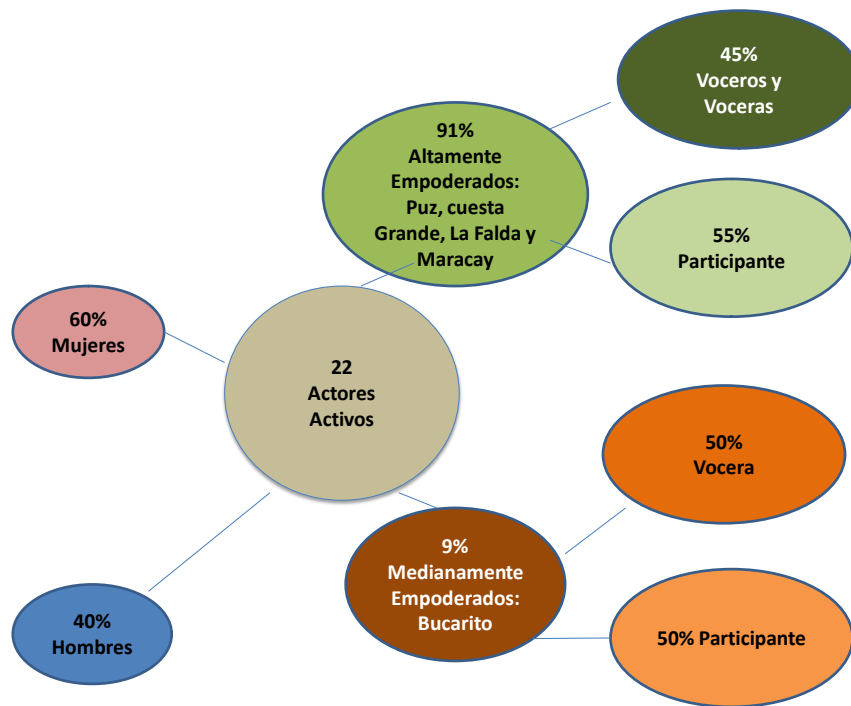 45%
Voceros y
Voceras
91%
Altamente
Empoderados:
Puz, cuesta
Grande, La Falda y
Maracay
55%
Participante
60%
Mujeres
22
Actores
Activos
50%
Vocera
9%
Medianamente
Empoderados:
Bucarito
40%
Hombres
50% Participante